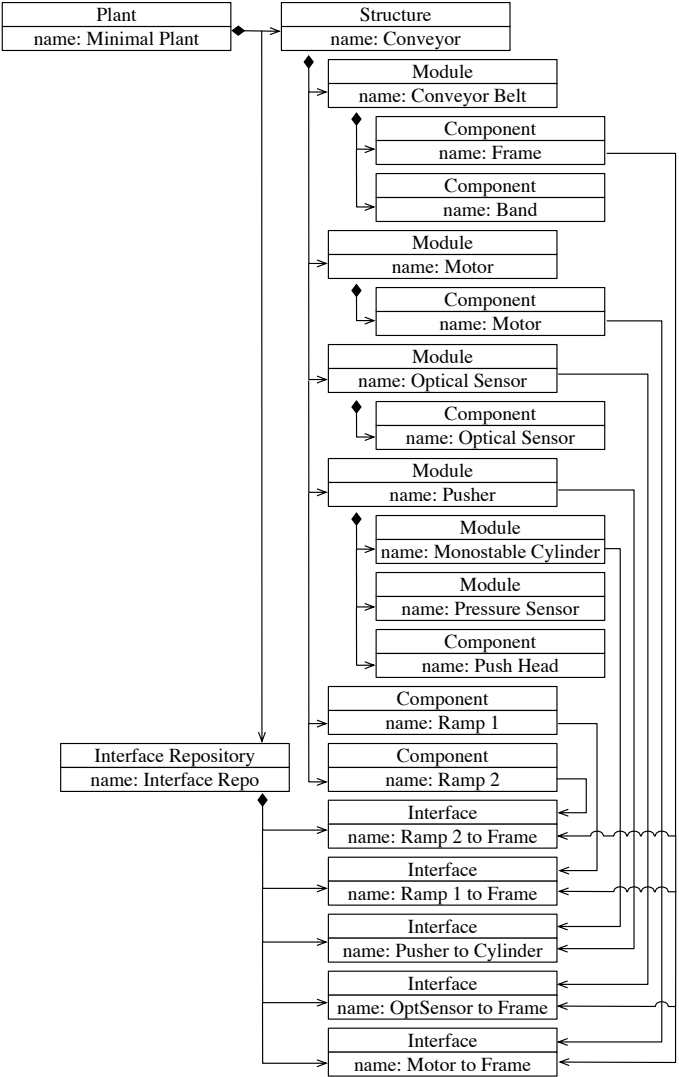 Plant
name: Minimal Plant
Structure
name: Conveyor
Module
name: Conveyor Belt
Component
name: Frame
Component
name: Band
Module
name: Motor
Component
name: Motor
Module
name: Optical Sensor
Component
name: Optical Sensor
Module
name: Pusher
Module
name: Monostable Cylinder
Module
name: Pressure Sensor
Component
name: Push Head
Component
name: Ramp 1
Interface Repository
name: Interface Repo
Component
name: Ramp 2
Interface
name: Ramp 2 to Frame
Interface
name: Ramp 1 to Frame
Interface
name: Pusher to Cylinder
Interface
name: OptSensor to Frame
Interface
name: Motor to Frame